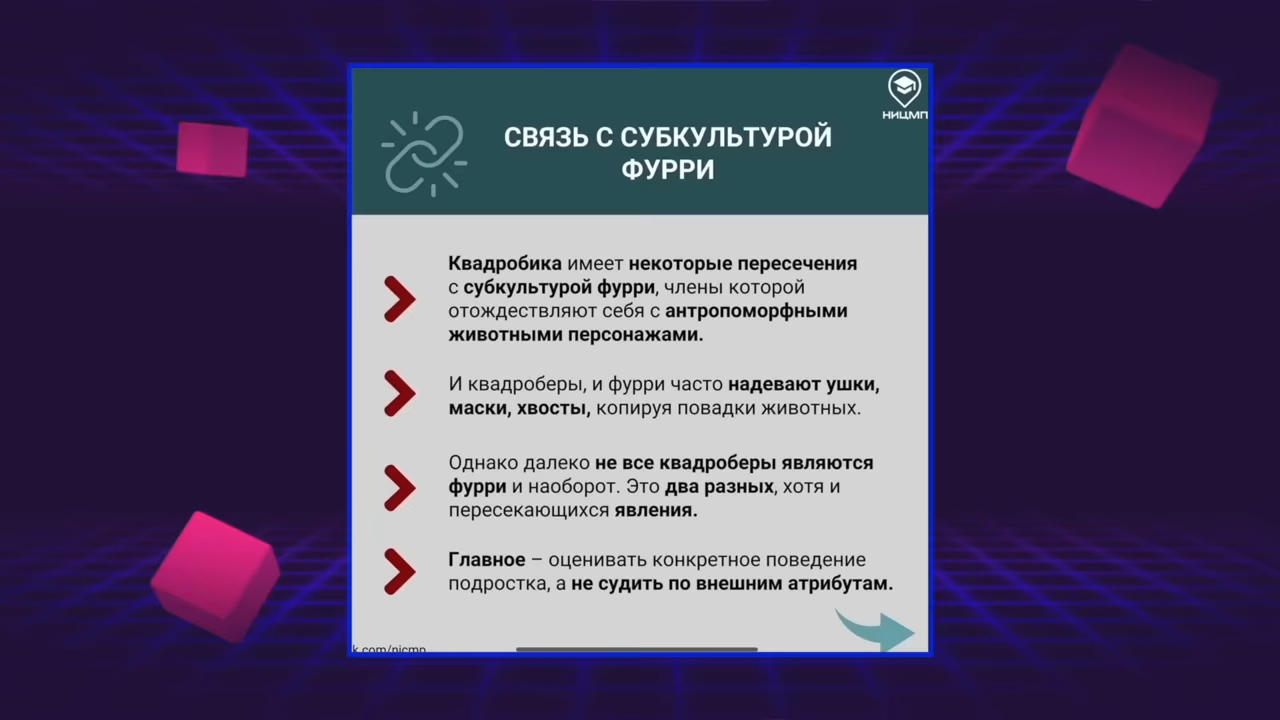 НИЦМП
СВЯЗЬ С СУБКУЛЬТУРОЙ
ФУРРИ
Квадробика имеет некоторые пересечения
с субкультурой фурри, члены которой
отождествляют себя с антропоморфными
животными персонажами.
И квадроберы, и фурри часто надевают ушки,
маски, хвосты, копируя повадки животных.
Однако далеко не все квадроберы являются
фурри и наоборот. Это два разных, хотя и
пересекающихся явления.
Главное – оценивать конкретное поведение
подростка, а не судить по внешним атрибутам.
k.com/nicmp